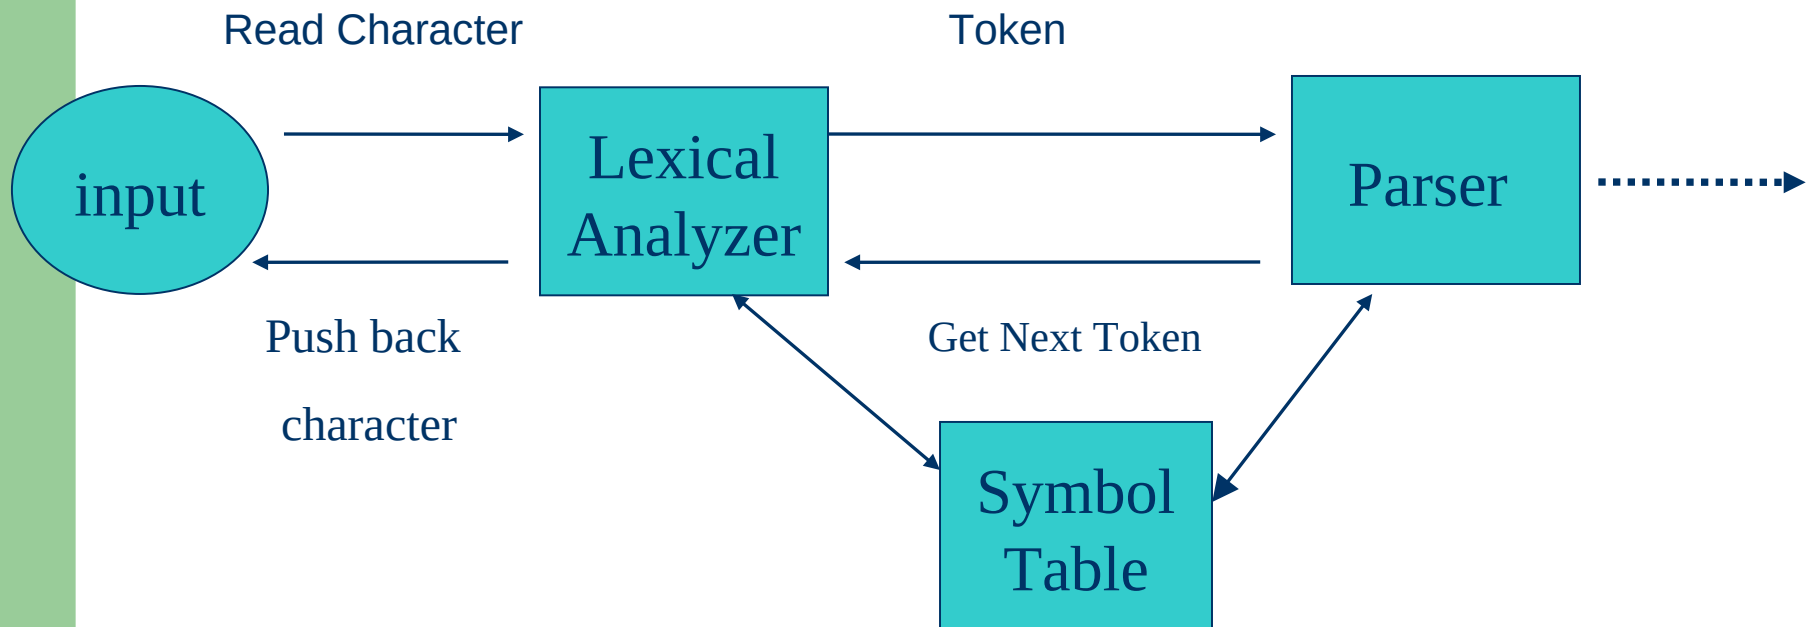 Read Character
Token
input
Lexical
Analyzer
Parser
Push back
character
Get Next Token
Symbol
Table